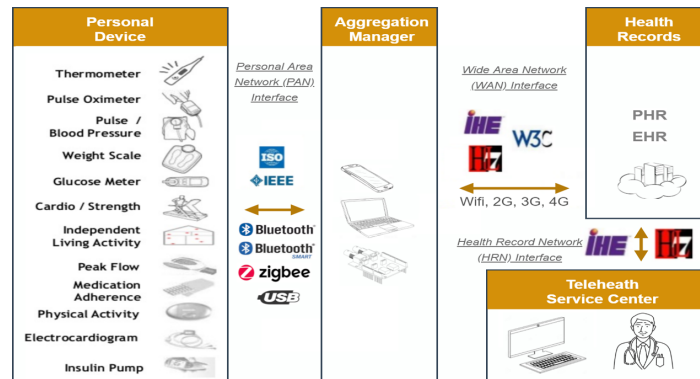 Personal
Device
Thermometer
Pulse Oximeter
Pulse /
Blood Pressure
Weight Scale
Glucose Meter
Cardio / Strength
Independent
Living Activity
Peak Flow
Medication
Adherence
Physical Activity
Electrocardiogram
Insulin Pump
Personal Area
Network (PAN)
Interface
ISO
IEEE
Bluetooth
Bluetooth
SMART
zigbee
USB
Aggregation
Manager
Wide Area Network
(WAN) Interface
IHE
W3C
Hl7
Wifi, 2G, 3G, 4G
Health
Records
PHR
EHR
Health Record Network
(HRN) Interface
IHE
Hl7
Teleheath
Service Center